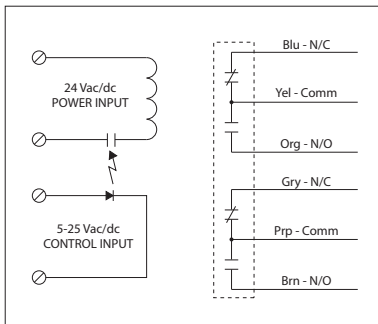 24 Vac/dc
POWER INPUT
5-25 Vac/dc
CONTROL INPUT
Blu - N/C
Yel - Comm
Org - N/O
Gry - N/C
Prp - Comm
Brn - N/O